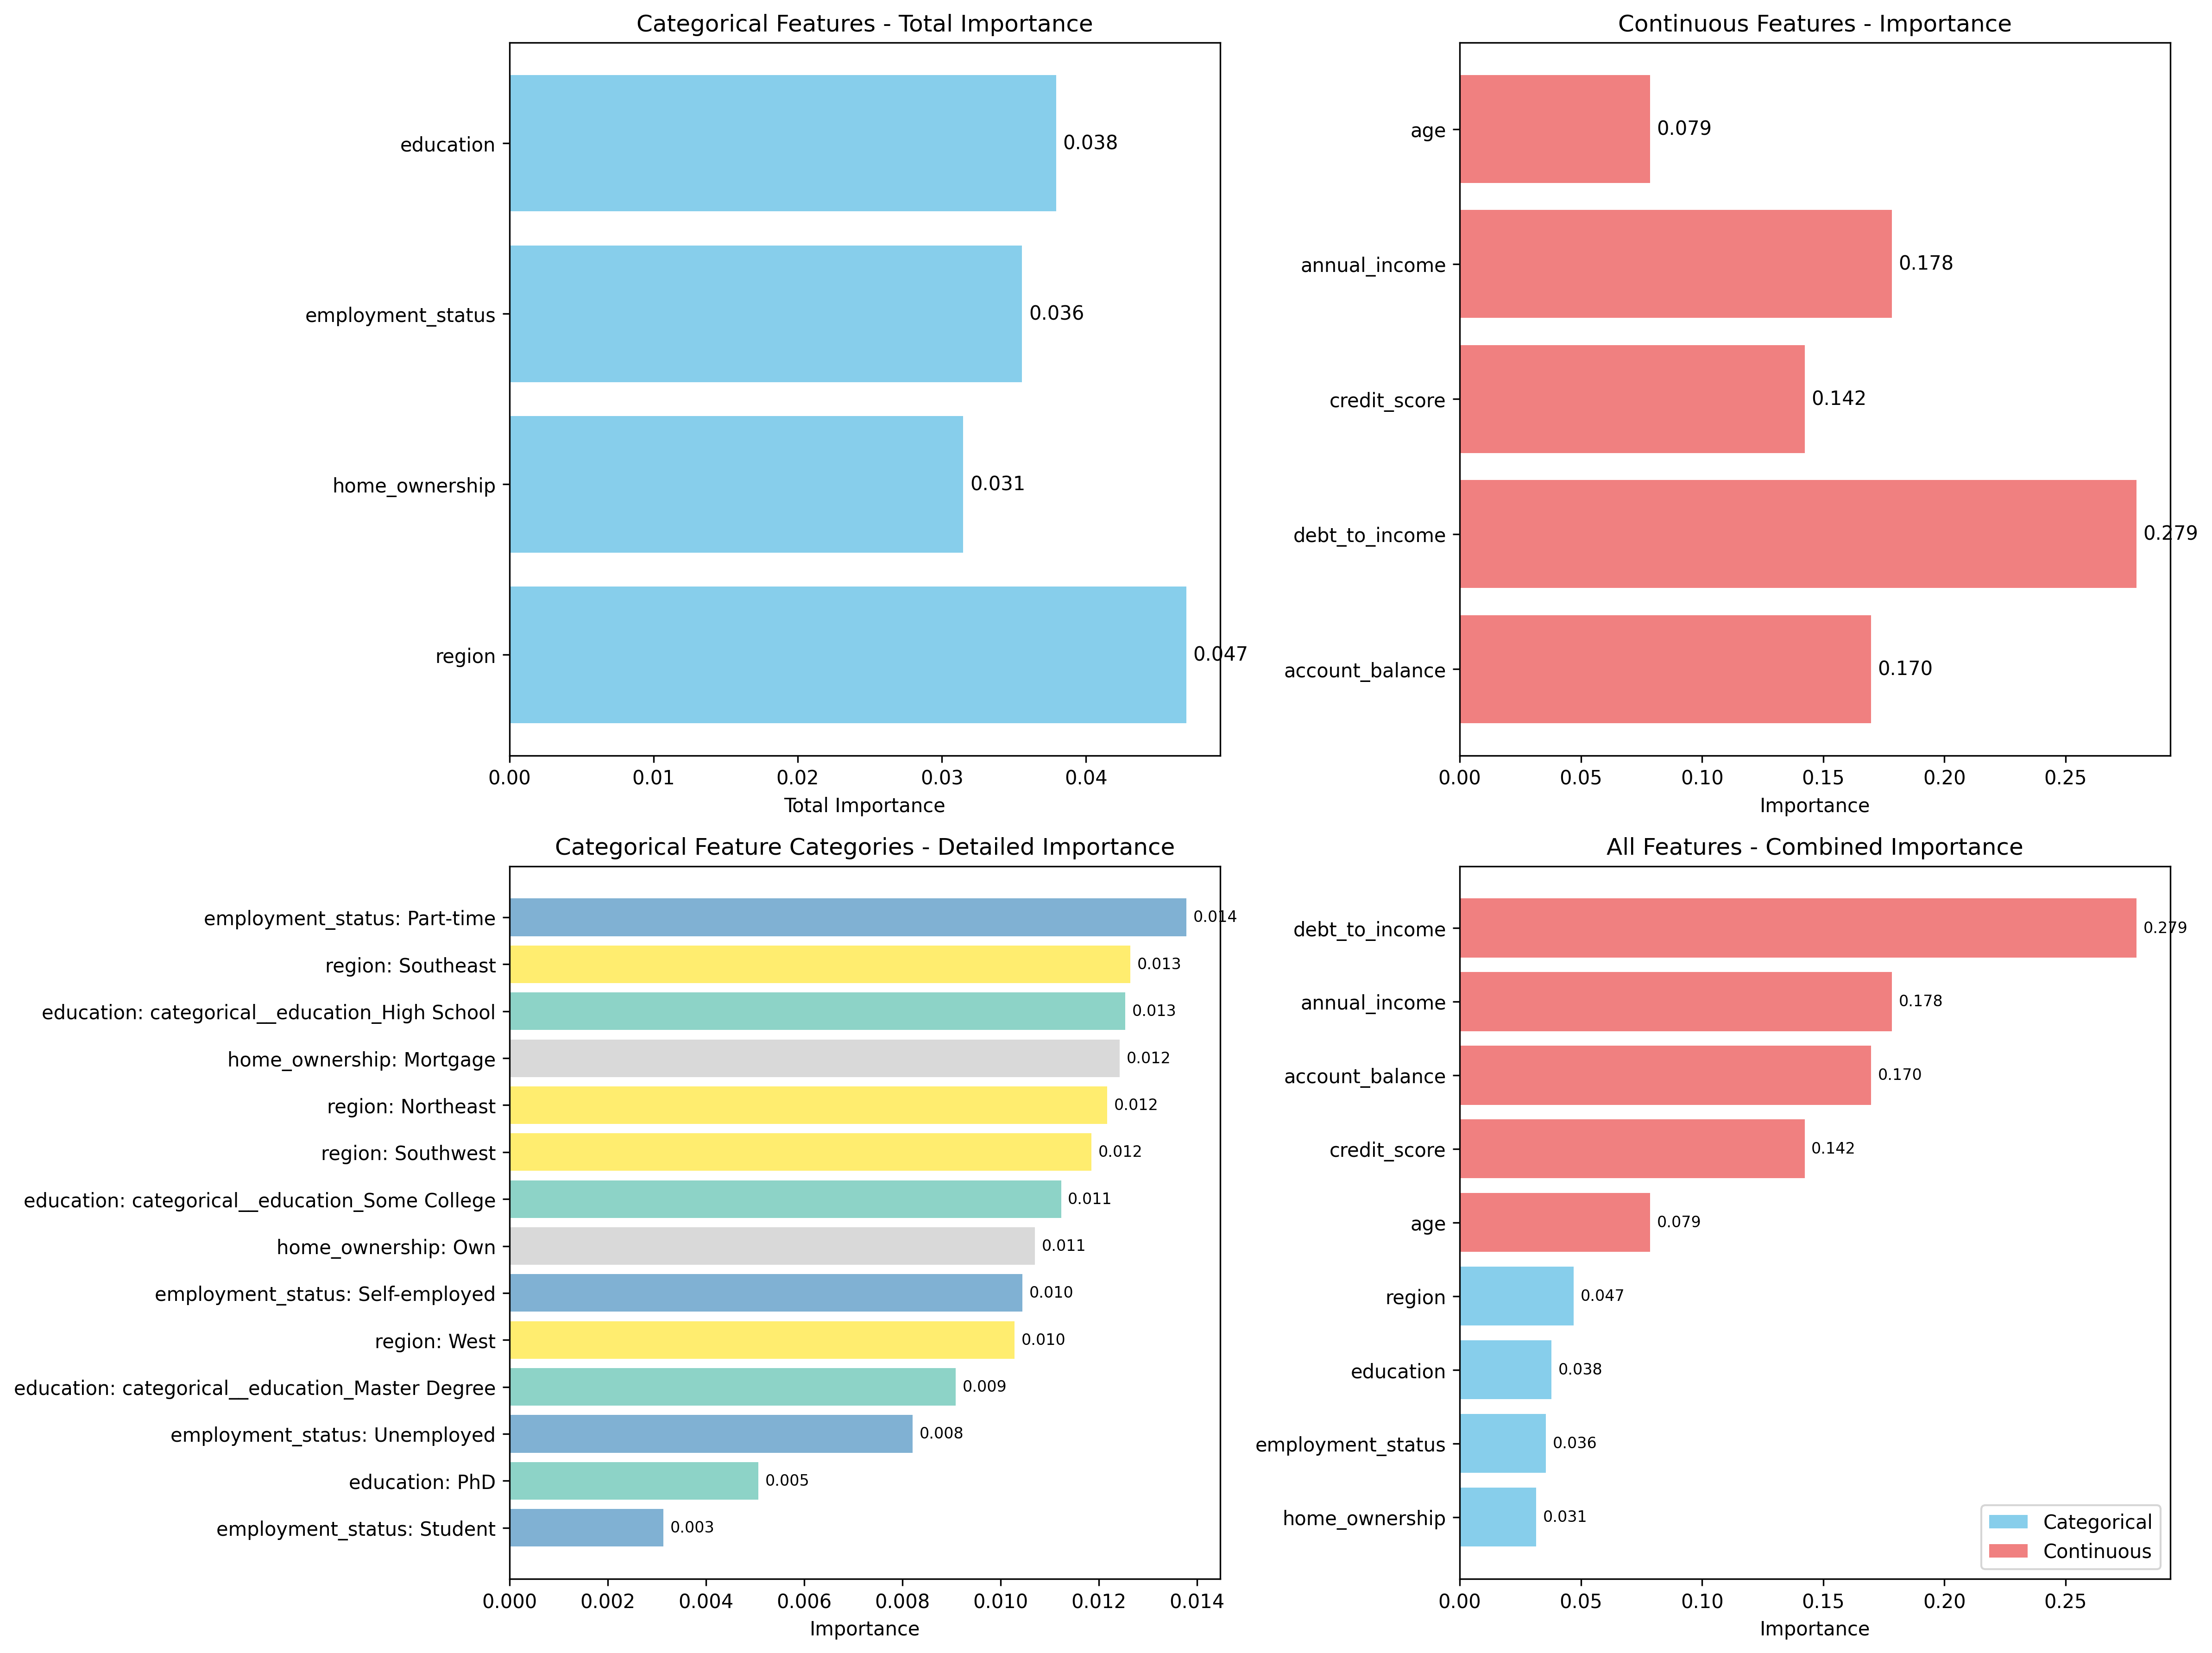 Categorical Features - Total Importance
education
0.038
employment_status
0.036
home_ownership
0.031
region
0.047
0.00 0.01 0.02 0.03 0.04
Total Importance
Continuous Features - Importance
age
0.079
annual_income
0.178
credit_score
0.142
debt_to_income
0.279
account_balance
0.170
0.00 0.05 0.10 0.15 0.20 0.25
Importance
Categorical Feature Categories - Detailed Importance
employment_status: Part-time
0.014
region: Southeast
0.013
education: categorical__education_High School
0.013
home_ownership: Mortgage
0.012
region: Northeast
0.012
region: Southwest
0.012
education: categorical__education_Some College
0.011
home_ownership: Own
0.011
employment_status: Self-employed
0.010
region: West
0.010
education: categorical__education_Master Degree
0.009
employment_status: Unemployed
0.008
education: PhD
0.005
employment_status: Student
0.003
0.000 0.002 0.004 0.006 0.008 0.010 0.012 0.014
Importance
All Features - Combined Importance
debt_to_income
0.279
annual_income
0.178
account_balance
0.170
credit_score
0.142
age
0.079
region
0.047
education
0.038
employment_status
0.036
home_ownership
0.031
Categorical
Continuous
0.00 0.05 0.10 0.15 0.20 0.25
Importance